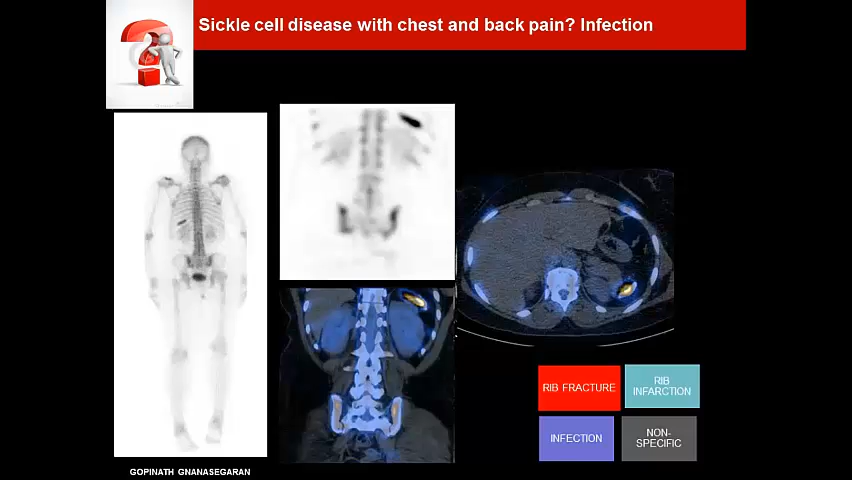 Sickle cell disease with chest and back pain? Infection
RIB FRACTURE
RIB
INFARCTION
INFECTION
NON-
SPECIFIC
GOPINATH GNANASEGARAN